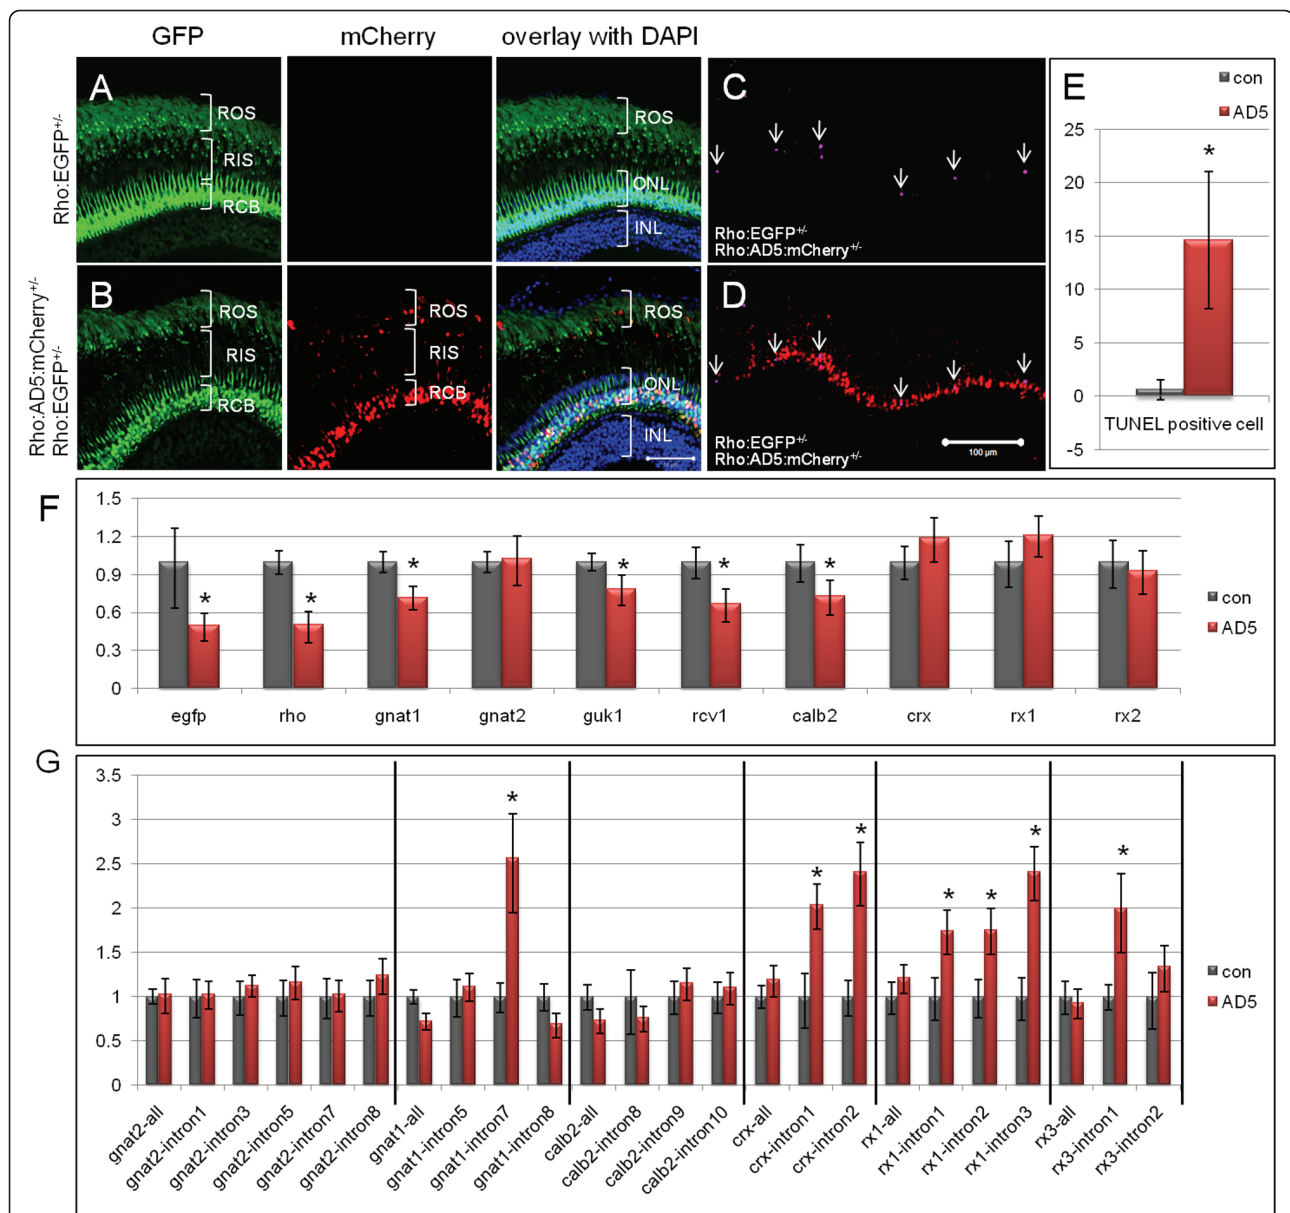 GFP mCherry overlay with DAPI
Rho:EGFP+/-
A
ROS
RIS
RCB
ROS
ONL
INL
C
Rho:EGFP+/-
Rho:AD5:mCherry+/-
Rho:AD5:mCherry+/-
Rho:EGFP+/-
B
ROS
RIS
RCB
ROS
RIS
RCB
ROS
ONL
INL
D
Rho:EGFP+/-
Rho:AD5:mCherry+/-
100 µm
E
con
AD5
25
20
15
10
5
0
-5
*
TUNEL positive cell
F
1.5
1.2
0.9
0.6
0.3
0
* * * * * *
egfp rho gnat1 gnat2 guk1 rcv1 calb2 crx rx1 rx2
con
AD5
G
3.5
3
2.5
2
1.5
1
0.5
0
* * * * * * *
gnat2-all
gnat2-intron1
gnat2-intron3
gnat2-intron5
gnat2-intron7
gnat2-intron8
gnat1-all
gnat1-intron5
gnat1-intron7
gnat1-intron8
calb2-all
calb2-intron8
calb2-intron9
calb2-intron10
crx-all
crx-intron1
crx-intron2
rx1-all
rx1-intron1
rx1-intron2
rx1-intron3
rx3-all
rx3-intron1
rx3-intron2
con
AD5